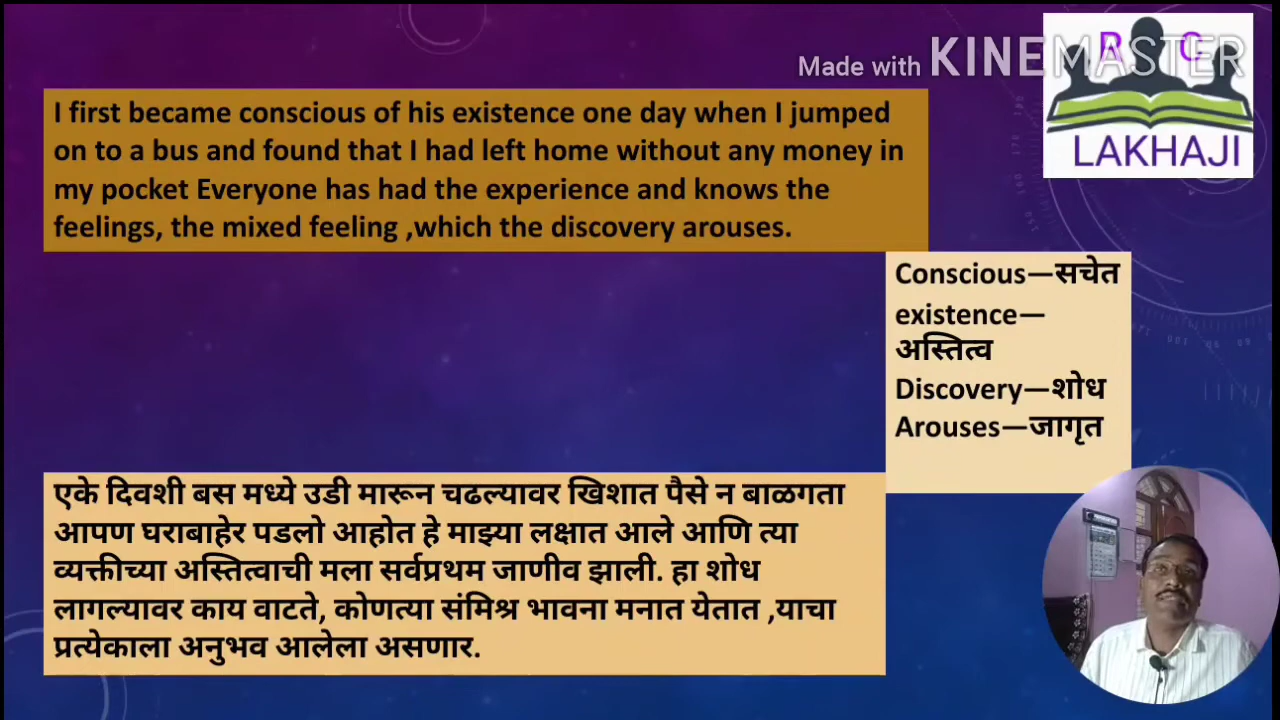 Made with KINEMASTER
R C
LAKHAJI
I first became conscious of his existence one day when I jumped
on to a bus and found that I had left home without any money in
my pocket Everyone has had the experience and knows the
feelings, the mixed feeling ,which the discovery arouses.
Conscious—सचेत
existence—
अस्तित्व
Discovery—शोध
Arouses—जागृत
एके दिवशी बस मध्ये उडी मारून चढल्यावर खिशात पैसे न बाळगता
आपण घराबाहेर पडलो आहोत हे माझ्या लक्षात आले आणि त्या
व्यक्तीच्या अस्तित्वाची मला सर्वप्रथम जाणीव झाली. हा शोध
लागल्यावर काय वाटते, कोणत्या संमिश्र भावना मनात येतात ,याचा
प्रत्येकाला अनुभव आलेला असणार.